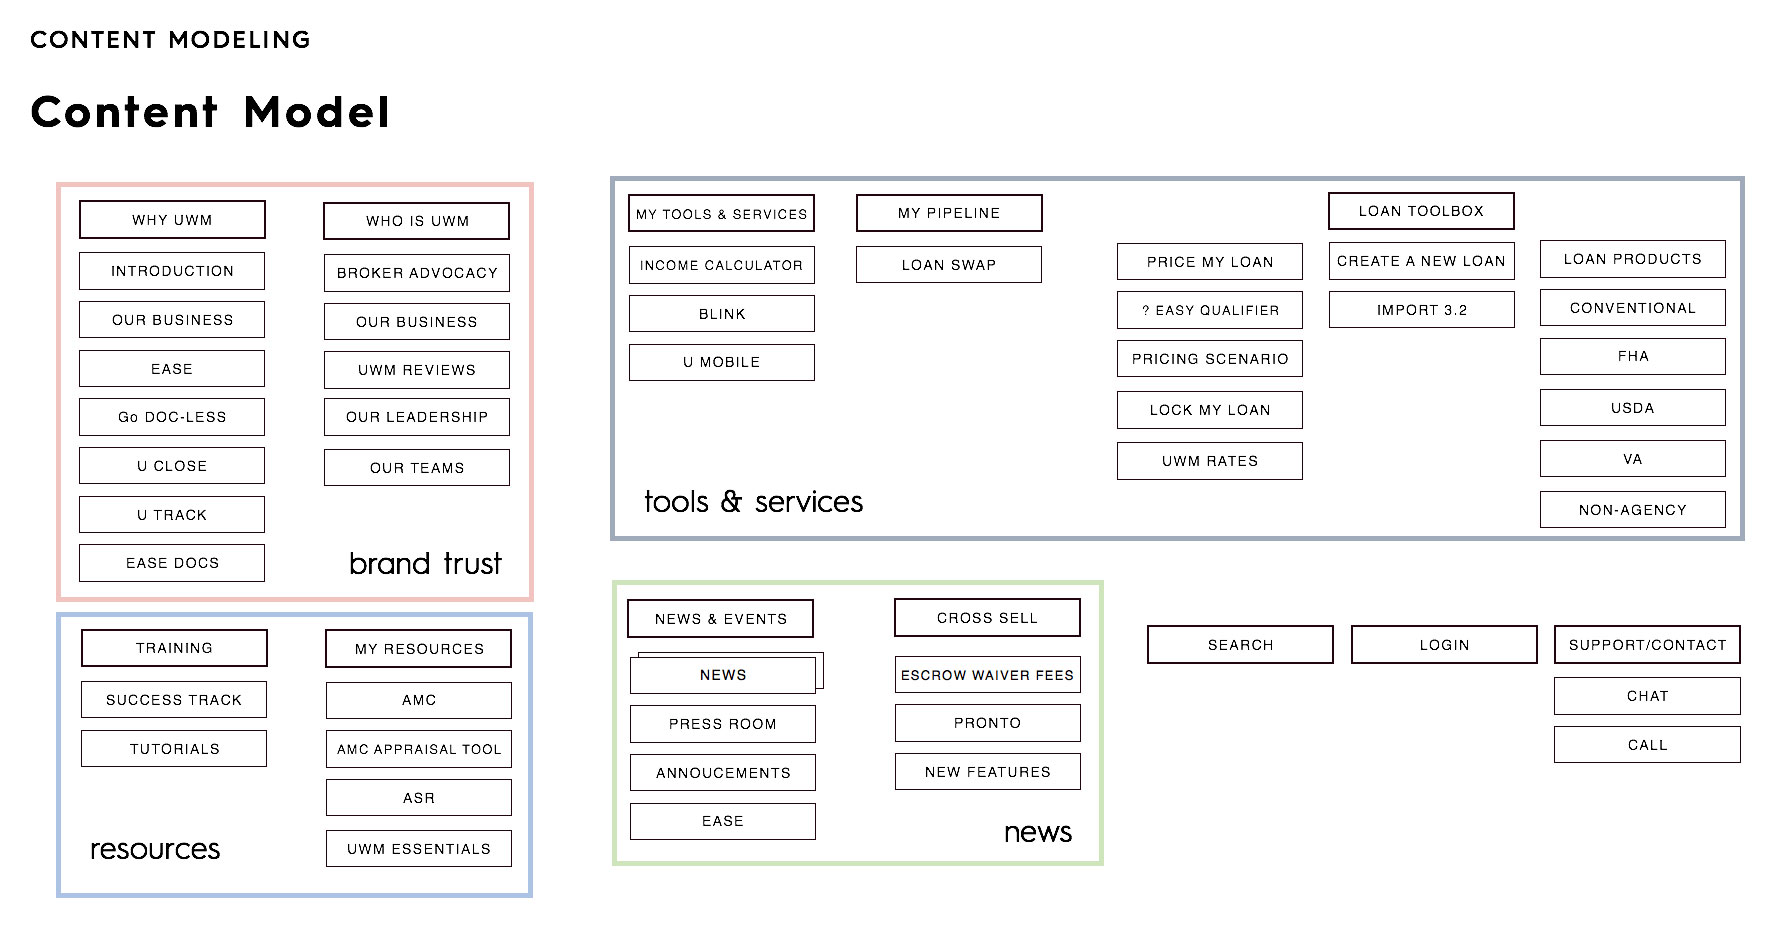 CONTENT MODELING
Content Model
WHY UWM
INTRODUCTION
OUR BUSINESS
EASE
Go DOC-LESS
U CLOSE
U TRACK
EASE DOCS
WHO IS UWM
BROKER ADVOCACY
OUR BUSINESS
UWM REVIEWS
OUR LEADERSHIP
OUR TEAMS
brand trust
MY TOOLS & SERVICES
INCOME CALCULATOR
BLINK
U MOBILE
MY PIPELINE
LOAN SWAP
PRICE MY LOAN
? EASY QUALIFIER
PRICING SCENARIO
LOCK MY LOAN
UWM RATES
LOAN TOOLBOX
CREATE A NEW LOAN
IMPORT 3.2
LOAN PRODUCTS
CONVENTIONAL
FHA
USDA
VA
NON-AGENCY
tools & services
TRAINING
SUCCESS TRACK
TUTORIALS
MY RESOURCES
AMC
AMC APPRAISAL TOOL
ASR
UWM ESSENTIALS
resources
NEWS & EVENTS
NEWS
PRESS ROOM
ANNOUCEMENTS
EASE
CROSS SELL
ESCROW WAIVER FEES
PRONTO
NEW FEATURES
news
SEARCH
LOGIN
SUPPORT/CONTACT
CHAT
CALL